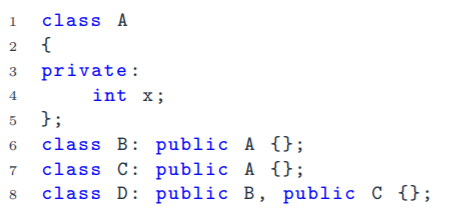 1 class A
2 {
3 private:
4     int x;
5 };
6 class B: public A {};
7 class C: public A {};
8 class D: public B, public C {};